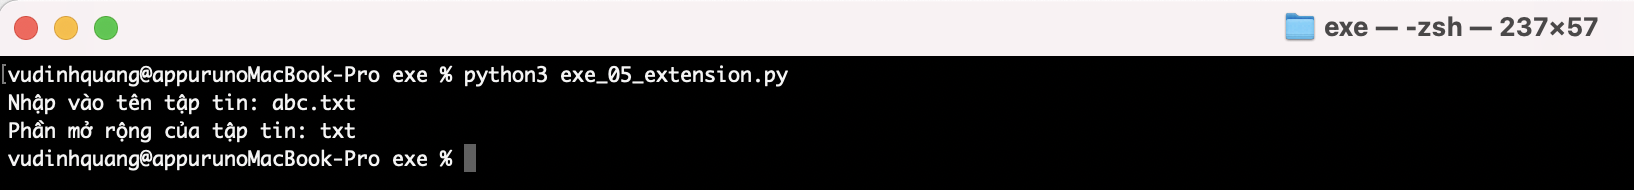 exe — -zsh — 237×57
[vudinhquang@appurunoMacBook-Pro exe % python3 exe_05_extension.py
Nhập vào tên tập tin: abc.txt
Phần mở rộng của tập tin: txt
vudinhquang@appurunoMacBook-Pro exe %